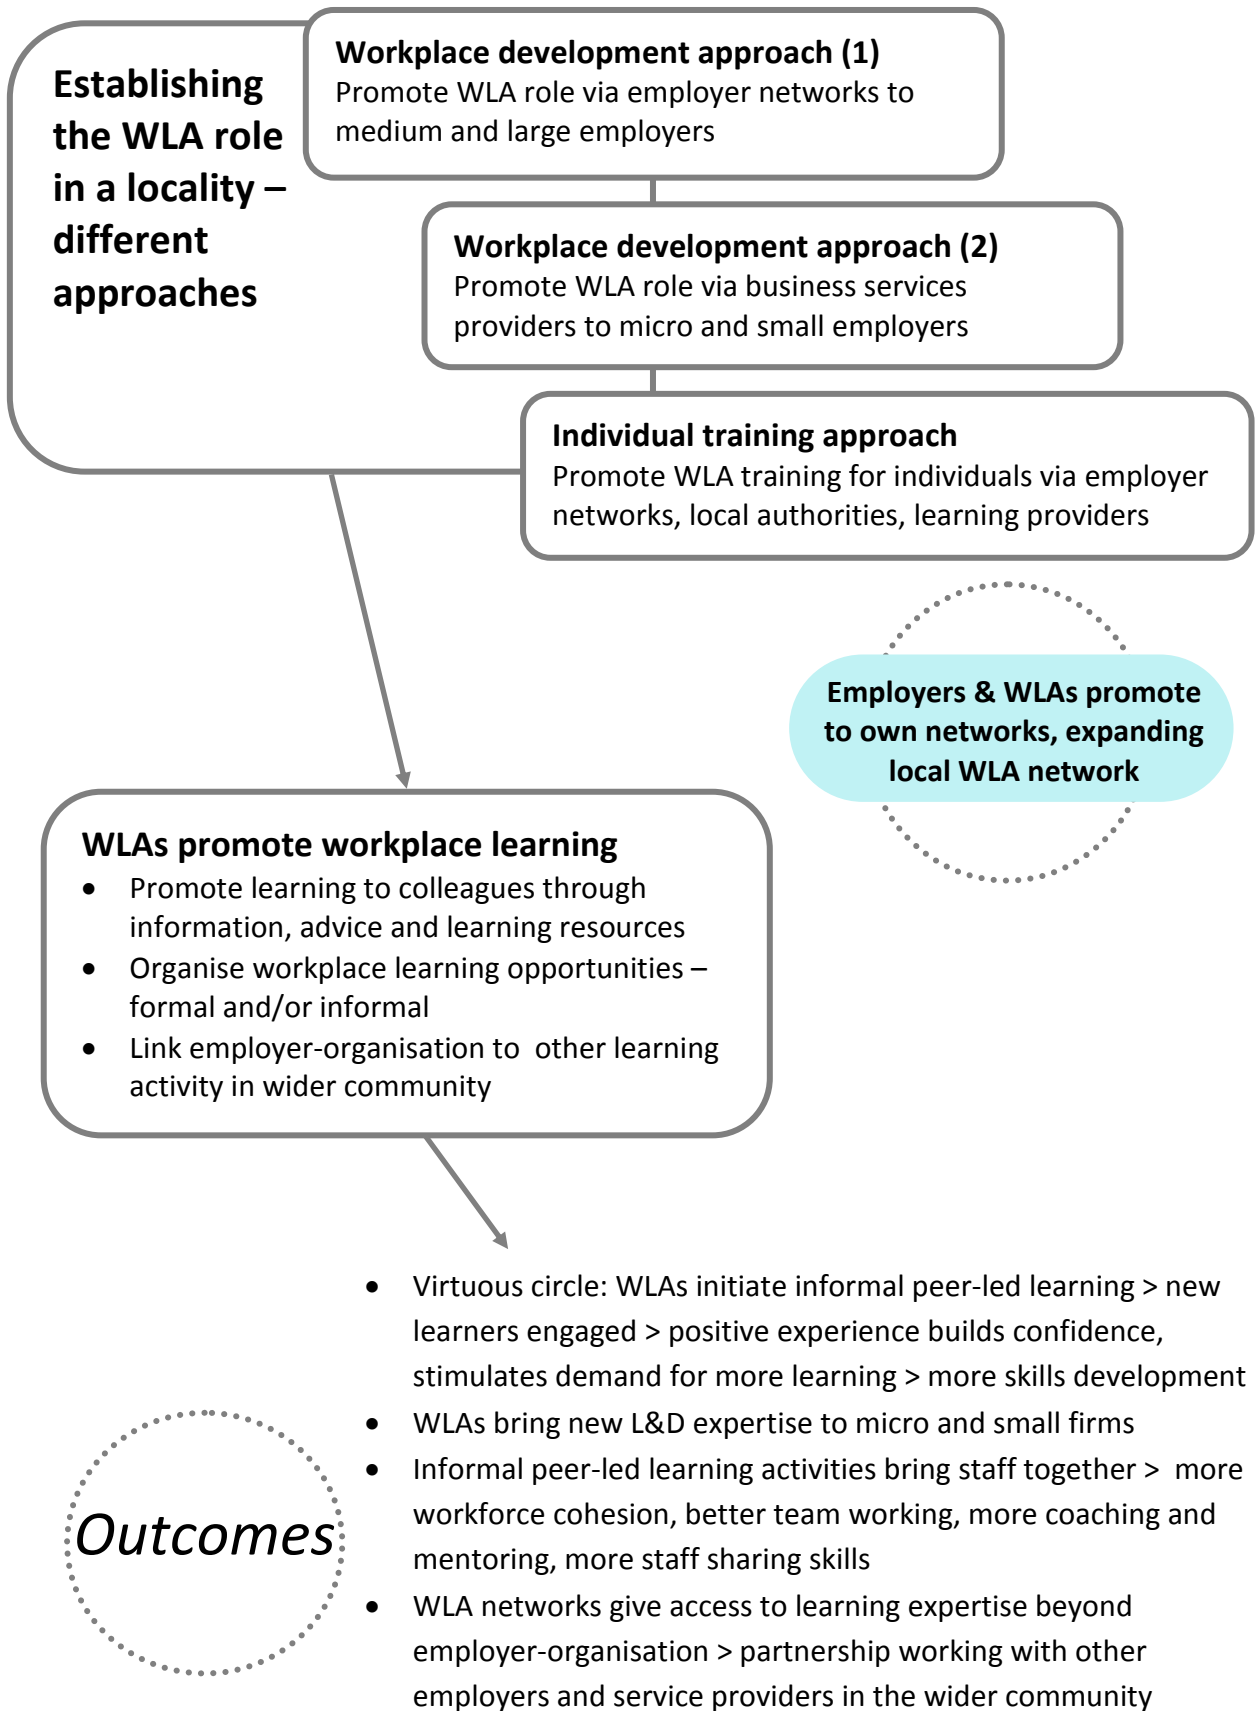 Establishing
the WLA role
in a locality –
different
approaches
Workplace development approach (1)
Promote WLA role via employer networks to
medium and large employers
Workplace development approach (2)
Promote WLA role via business services
providers to micro and small employers
Individual training approach
Promote WLA training for individuals via employer
networks, local authorities, learning providers
Employers & WLAs promote
to own networks, expanding
local WLA network
WLAs promote workplace learning
• Promote learning to colleagues through
information, advice and learning resources
• Organise workplace learning opportunities –
formal and/or informal
• Link employer-organisation to other learning
activity in wider community
Outcomes
• Virtuous circle: WLAs initiate informal peer-led learning > new
learners engaged > positive experience builds confidence,
stimulates demand for more learning > more skills development
• WLAs bring new L&D expertise to micro and small firms
• Informal peer-led learning activities bring staff together > more
workforce cohesion, better team working, more coaching and
mentoring, more staff sharing skills
• WLA networks give access to learning expertise beyond
employer-organisation > partnership working with other
employers and service providers in the wider community